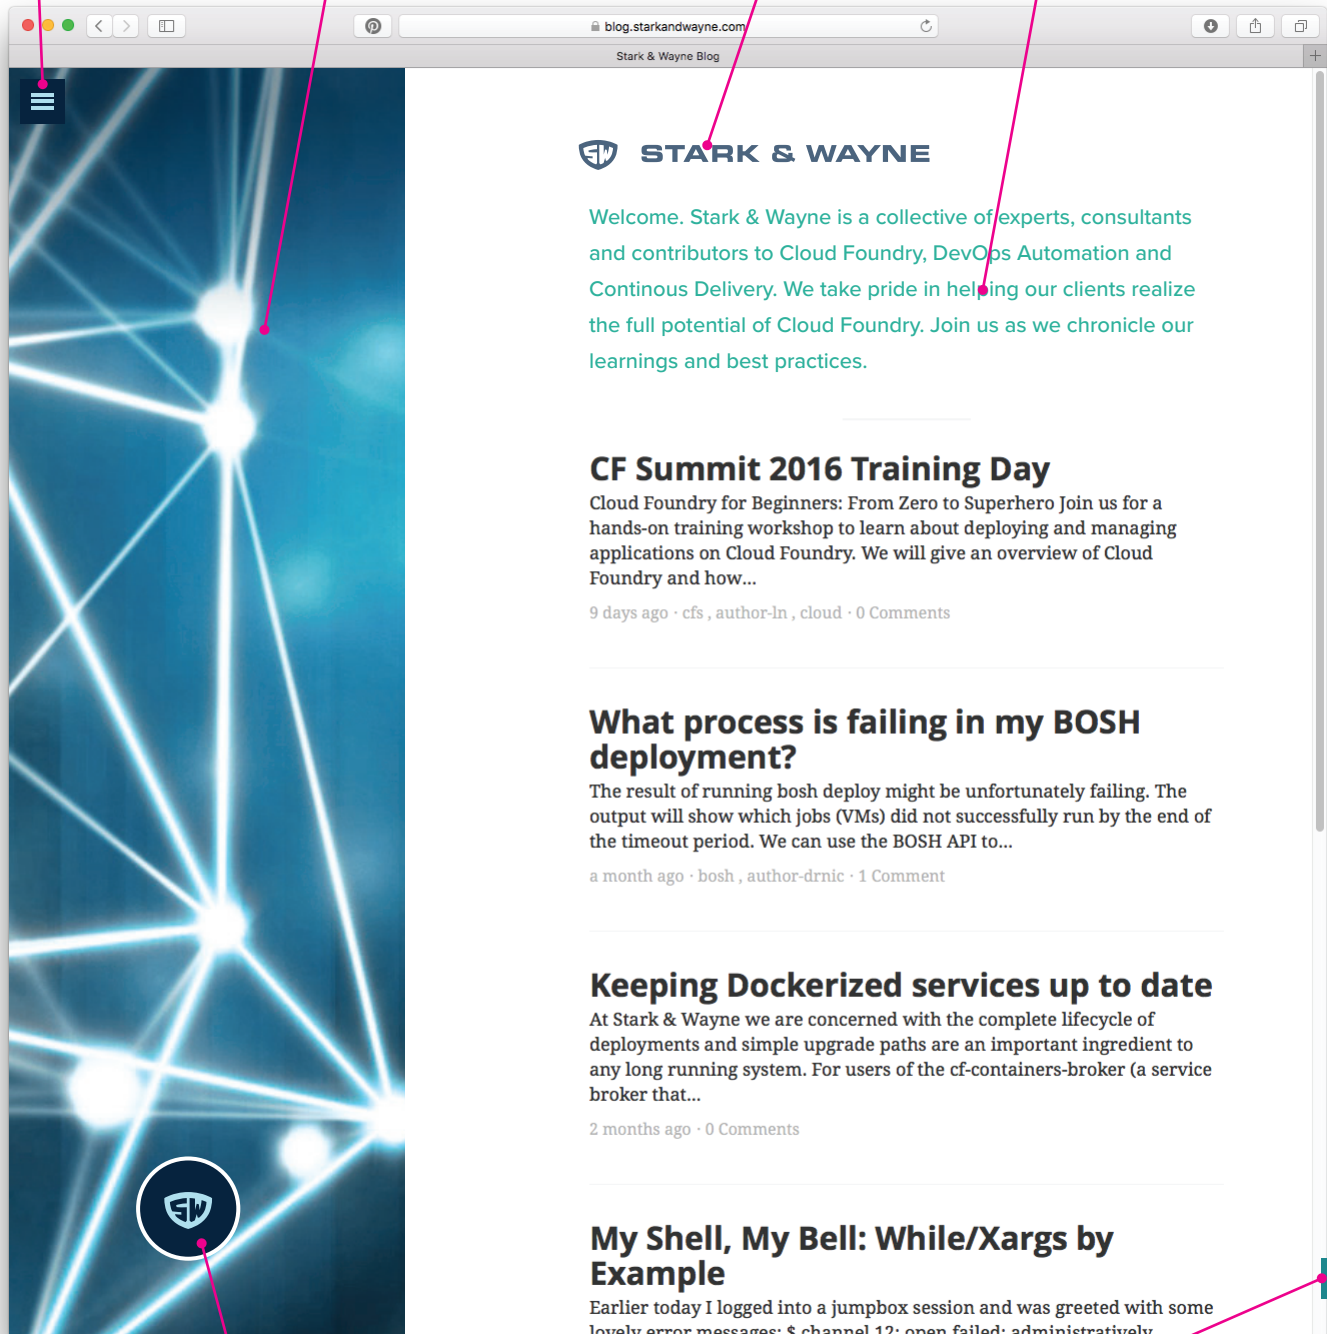 blog.starkandwayne.com
Stark & Wayne Blog
SW STARK & WAYNE
Welcome. Stark & Wayne is a collective of experts, consultants
and contributors to Cloud Foundry, DevOps Automation and
Continous Delivery. We take pride in helping our clients realize
the full potential of Cloud Foundry. Join us as we chronicle our
learnings and best practices.
CF Summit 2016 Training Day
Cloud Foundry for Beginners: From Zero to Superhero Join us for a
hands-on training workshop to learn about deploying and managing
applications on Cloud Foundry. We will give an overview of Cloud
Foundry and how...
9 days ago · cfs , author-ln , cloud · 0 Comments
What process is failing in my BOSH
deployment?
The result of running bosh deploy might be unfortunately failing. The
output will show which jobs (VMs) did not successfully run by the end of
the timeout period. We can use the BOSH API to...
a month ago · bosh , author-drnic · 1 Comment
Keeping Dockerized services up to date
At Stark & Wayne we are concerned with the complete lifecycle of
deployments and simple upgrade paths are an important ingredient to
any long running system. For users of the cf-containers-broker (a service
broker that...
2 months ago · 0 Comments
SW
My Shell, My Bell: While/Xargs by
Example
Earlier today I logged into a jumpbox session and was greeted with some
lovely error messages: $ channel 12: open failed: administratively